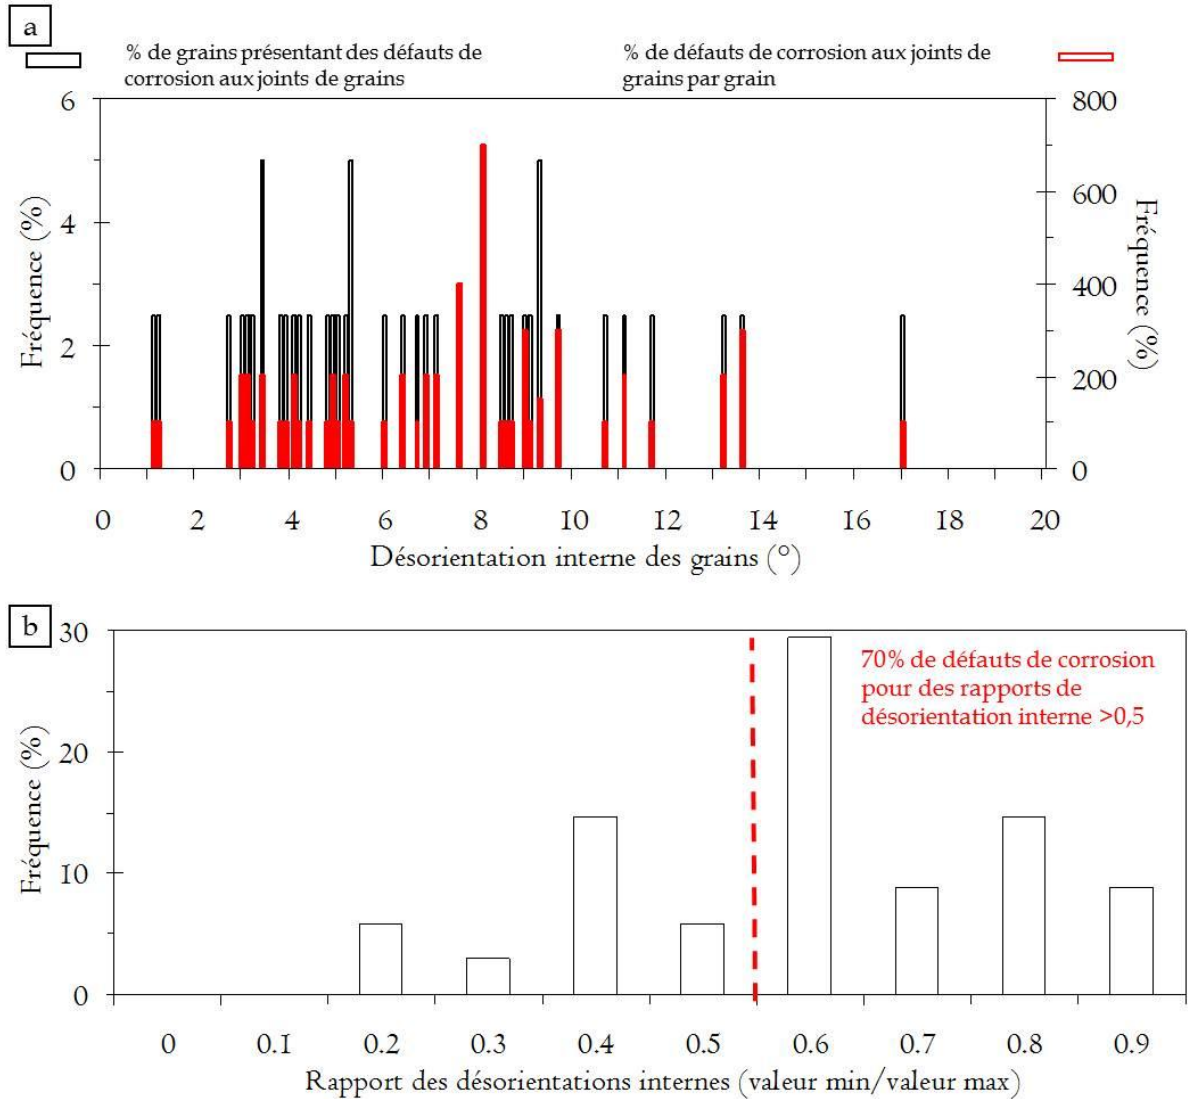 a
% de grains présentant des défauts de
corrosion aux joints de grains
% de défauts de corrosion aux joints de
grains par grain
6
4
2
0
Fréquence (%)
800
600
400
200
0
Fréquence (%)
0 2 4 6 8 10 12 14 16 18 20
Désorientation interne des grains (°)
b
30
20
10
0
Fréquence (%)
70% de défauts de corrosion
pour des rapports de
désorientation interne >0,5
0 0.1 0.2 0.3 0.4 0.5 0.6 0.7 0.8 0.9
Rapport des désorientations internes (valeur min/valeur max)